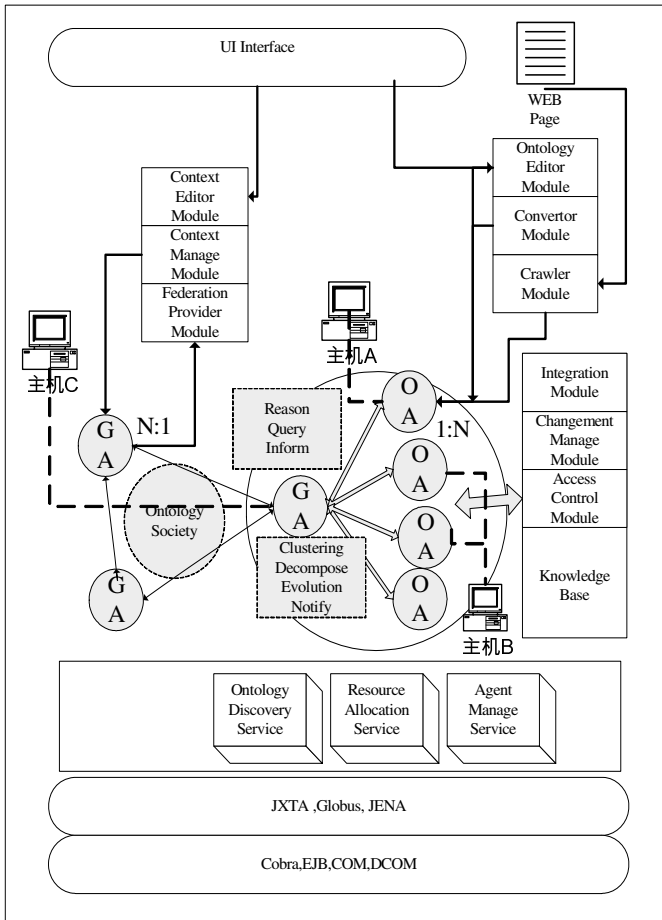 UI Interface
WEB
Page
Ontology
Editor
Module
Convertor
Module
Crawler
Module
Context
Editor
Module
Context
Manage
Module
Federation
Provider
Module
主机C
主机A
G
A
N:1
Reason
Query
Inform
O
A
1:N
Integration
Module
Changement
Manage
Module
Access
Control
Module
Knowledge
Base
O
A
G
A
Ontology
Society
O
A
Clustering
Decompose
Evolution
Notify
G
A
O
A
主机B
Ontology
Discovery
Service
Resource
Allocation
Service
Agent
Manage
Service
JXTA ,Globus, JENA
Cobra,EJB,COM,DCOM